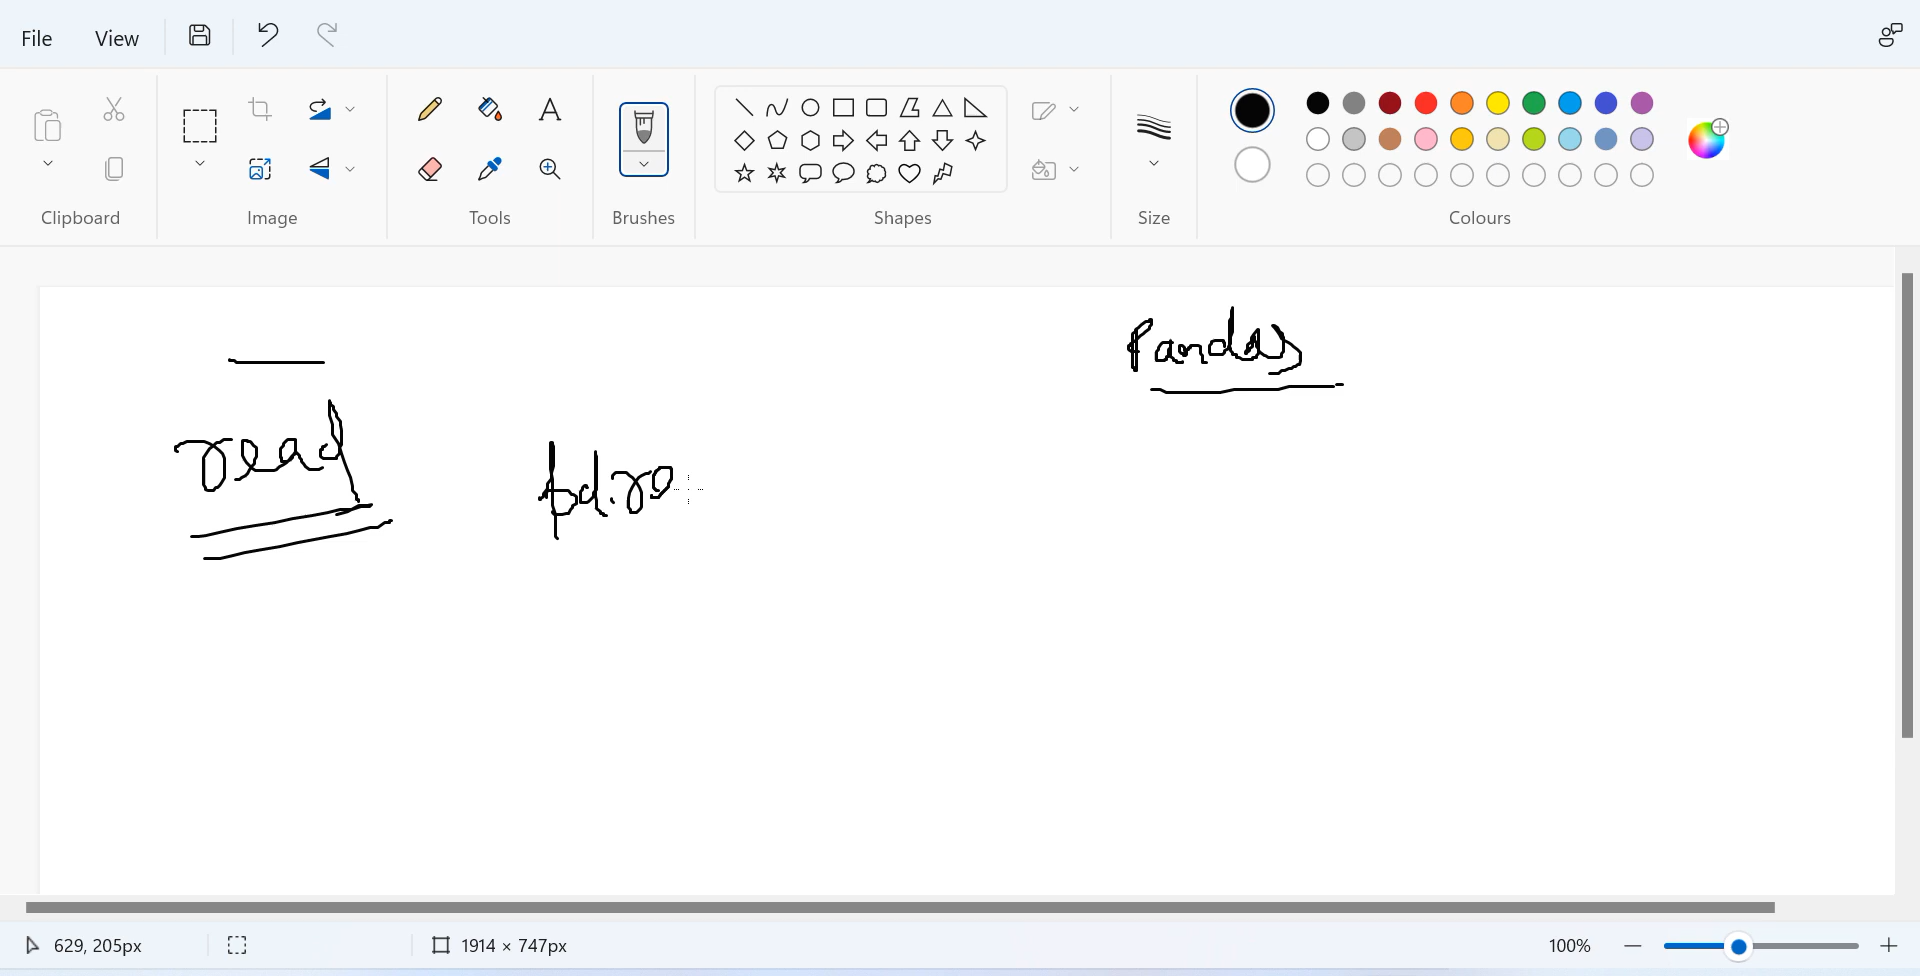 File View
Clipboard Image Tools Brushes Shapes Size Colours
Pandas
read
629, 205px 1914 × 747px 100%